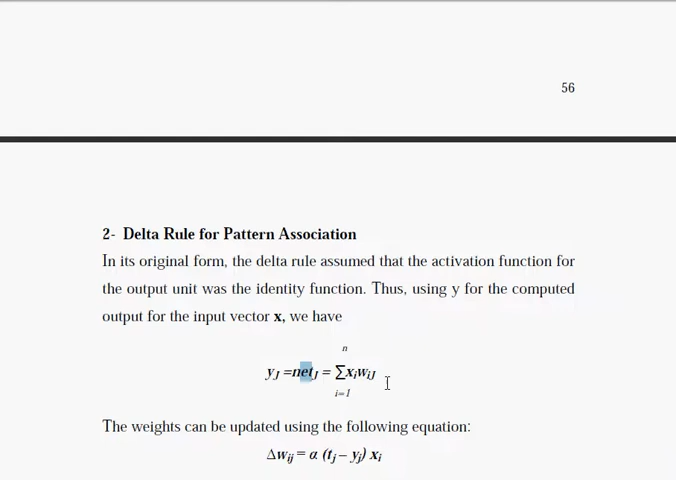 56
2- Delta Rule for Pattern Association
In its original form, the delta rule assumed that the activation function for
the output unit was the identity function. Thus, using y for the computed
output for the input vector x, we have
n
yJ =netJ = ∑xiwiJ
i=1
The weights can be updated using the following equation:
Δwij = α (tj – yj) xi